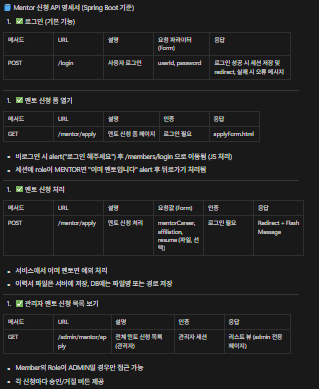 📘 Mentor 신청 API 명세서 (Spring Boot 기준)
1. ✅ 로그인 (기본 기능)
메서드 URL 설명 요청 파라미터 (Form) 응답
POST /login 사용자 로그인 userId, password 로그인 성공 시 세션 저장 및 redirect, 실패 시 오류 메시지
1. ✅ 멘토 신청 폼 열기
메서드 URL 설명 인증 응답
GET /mentor/apply 멘토 신청 폼 페이지 로그인 필요 applyForm.html
▪ 비로그인 시 alert("로그인 해주세요") 후 /members/login 으로 이동됨 (JS 처리)
▪ 세션에 role이 MENTOR면 "이미 멘토입니다" alert 후 뒤로가기 처리됨
1. ✅ 멘토 신청 처리
메서드 URL 설명 요청값 (Form) 인증 응답
POST /mentor/apply 멘토 신청 처리 mentorCareer, affiliation, resume (파일, 선택) 로그인 필요 Redirect + Flash Message
▪ 서비스에서 이미 멘토면 예외 처리
▪ 이력서 파일은 서버에 저장, DB에는 파일명 또는 경로 저장
1. ✅ 관리자 멘토 신청 목록 보기
메서드 URL 설명 인증 응답
GET /admin/mentor/apply 전체 멘토 신청 목록 (관리자) 관리자 세션 리스트 뷰 (admin 전용 페이지)
▪ Member의 Role이 ADMIN일 경우만 접근 가능
▪ 각 신청마다 승인/거절 버튼 제공